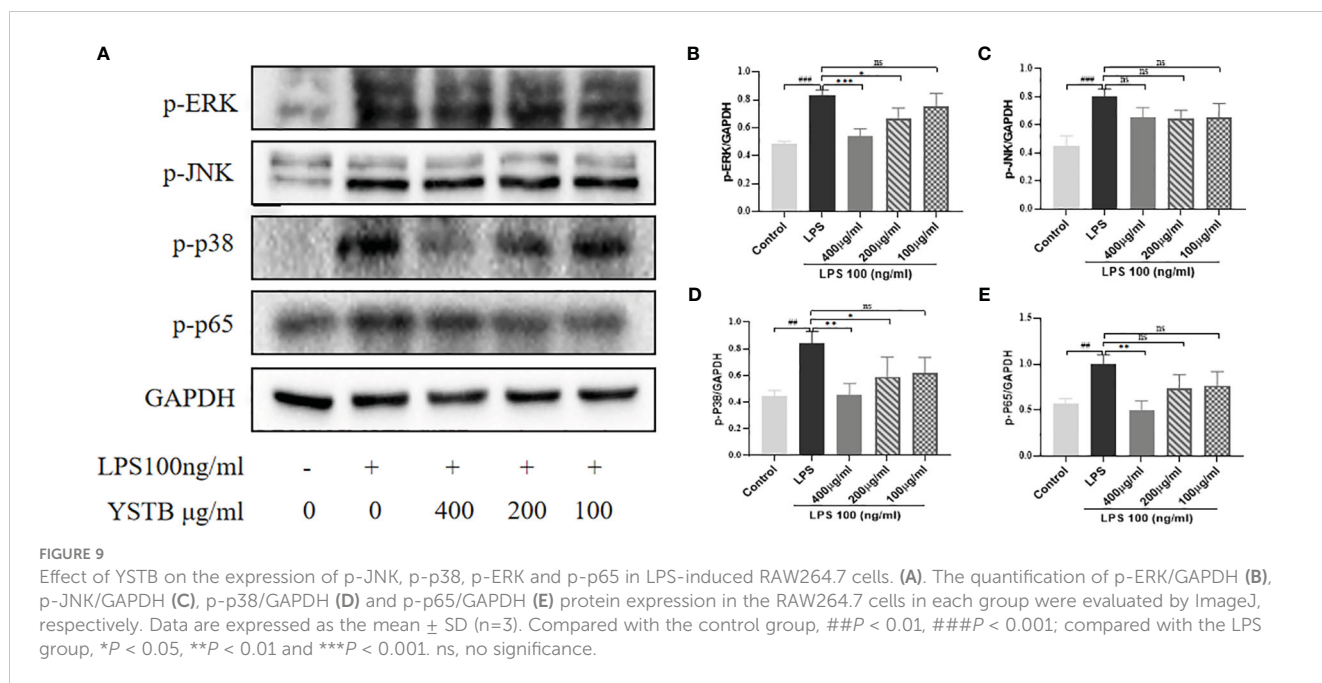 A
p-ERK
p-JNK
p-p38
p-p65
GAPDH
LPS100ng/ml - + + + +
YSTB μg/ml 0 0 400 200 100
B
p-ERK/GAPDH
1.0
0.8
0.6
0.4
0.2
0.0
###
***
*
ns
Control
LPS
400μg/ml
200μg/ml
100μg/ml
LPS 100 (ng/ml)
C
p-JNK/GAPDH
1.0
0.8
0.6
0.4
0.2
0.0
###
ns
ns
ns
Control
LPS
400μg/ml
200μg/ml
100μg/ml
LPS 100 (ng/ml)
D
p-P38/GAPDH
1.0
0.8
0.6
0.4
0.2
0.0
##
**
*
ns
Control
LPS
400μg/ml
200μg/ml
100μg/ml
LPS 100 (ng/ml)
E
p-P65/GAPDH
1.5
1.0
0.5
0.0
##
**
ns
ns
Control
LPS
400μg/ml
200μg/ml
100μg/ml
LPS 100 (ng/ml)
FIGURE 9
Effect of YSTB on the expression of p-JNK, p-p38, p-ERK and p-p65 in LPS-induced RAW264.7 cells. (A). The quantification of p-ERK/GAPDH (B),
p-JNK/GAPDH (C), p-p38/GAPDH (D) and p-p65/GAPDH (E) protein expression in the RAW264.7 cells in each group were evaluated by ImageJ,
respectively. Data are expressed as the mean ± SD (n=3). Compared with the control group, ##P < 0.01, ###P < 0.001; compared with the LPS
group, *P < 0.05, **P < 0.01 and ***P < 0.001. ns, no significance.